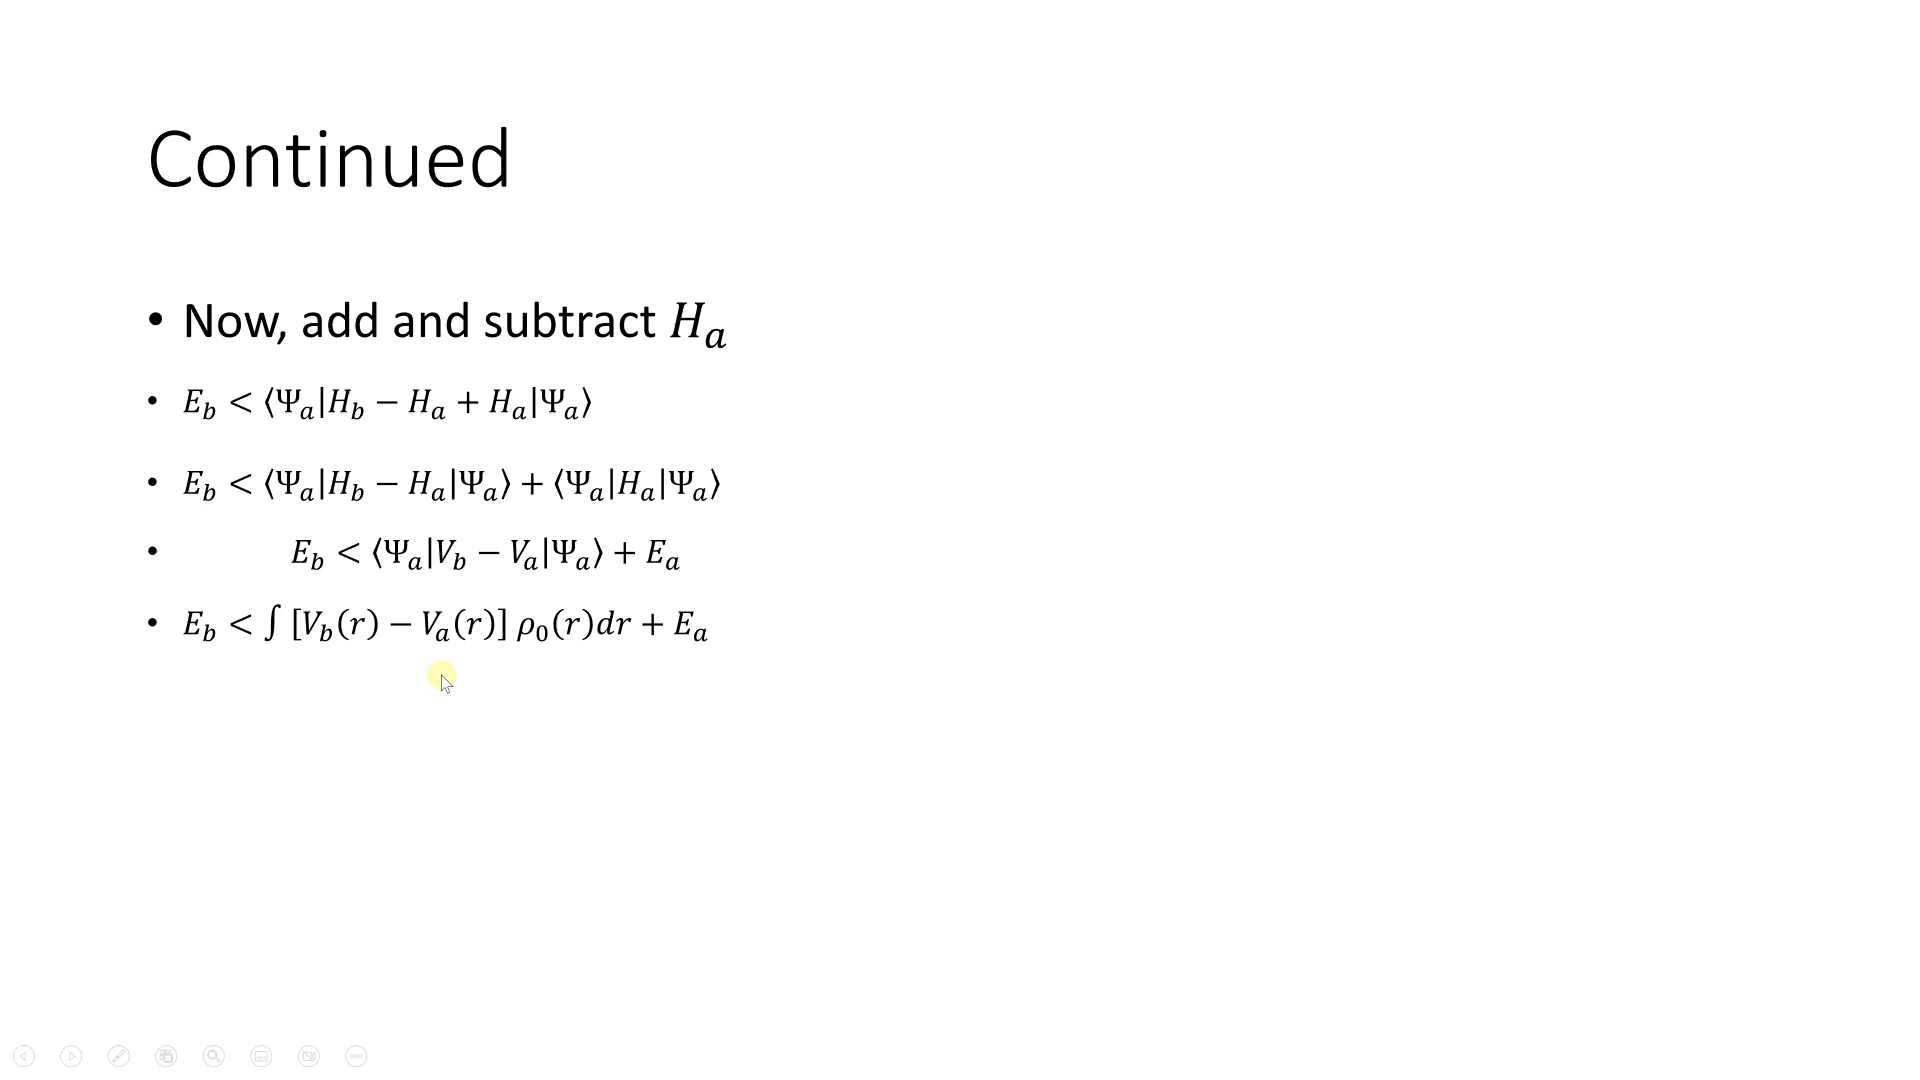 Continued
• Now, add and subtract Hₐ
• E_b < ⟨Ψₐ|H_b − Hₐ + Hₐ|Ψₐ⟩
• E_b < ⟨Ψₐ|H_b − Hₐ|Ψₐ⟩ + ⟨Ψₐ|Hₐ|Ψₐ⟩
• E_b < ⟨Ψₐ|V_b − Vₐ|Ψₐ⟩ + Eₐ
• E_b < ∫ [V_b(r) − Vₐ(r)] ρ₀(r)dr + Eₐ